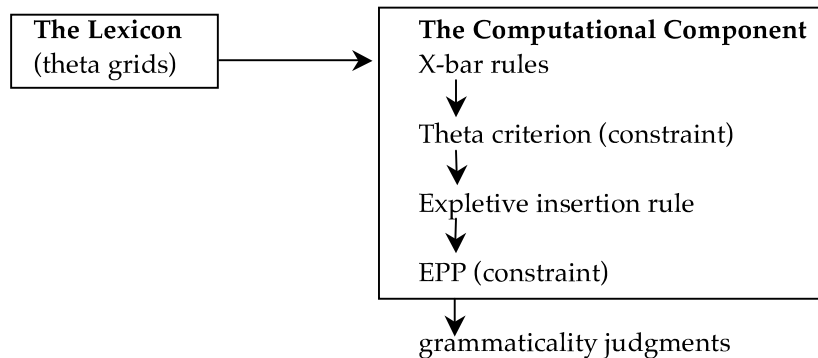 The Lexicon
(theta grids)
The Computational Component
X-bar rules
Theta criterion (constraint)
Expletive insertion rule
EPP (constraint)
grammaticality judgments